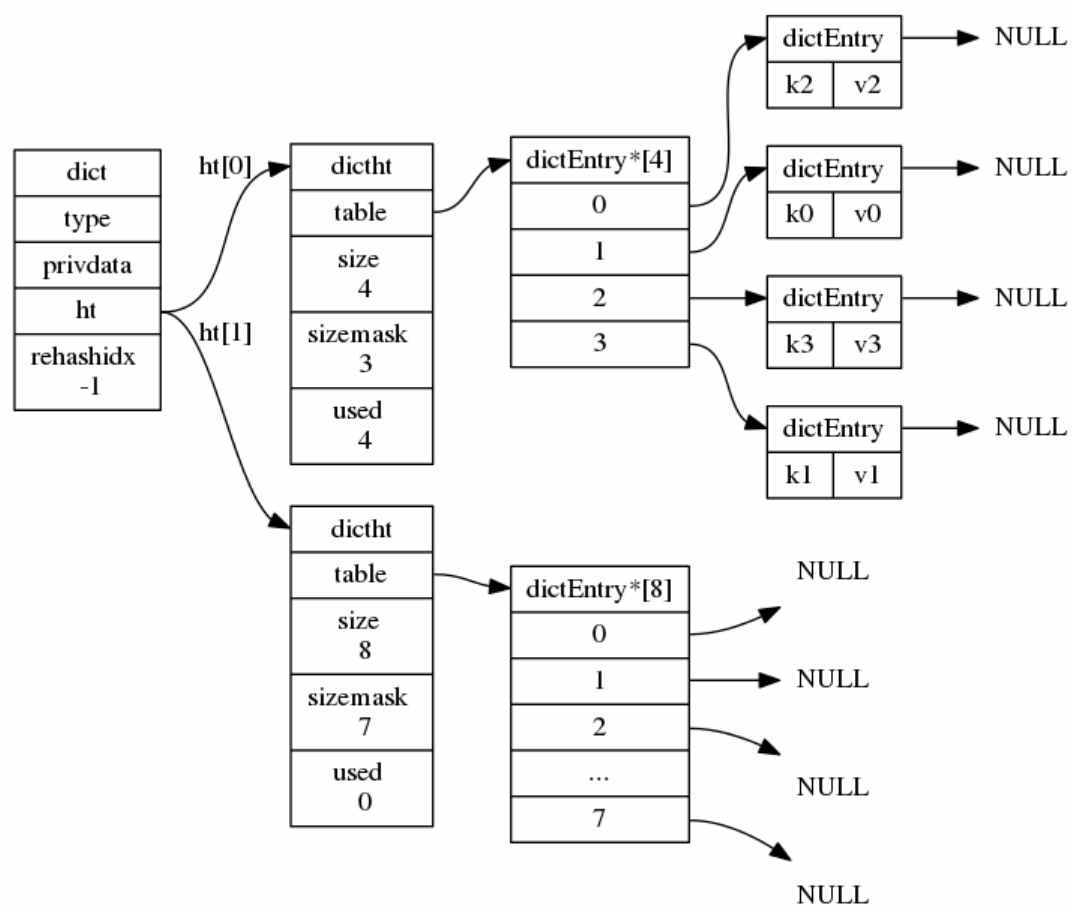 dict
type
privdata
ht
rehashidx
-1
ht[0]
ht[1]
dictht
table
size
4
sizemask
3
used
4
dictht
table
size
8
sizemask
7
used
0
dictEntry*[4]
0
1
2
3
dictEntry*[8]
0
1
2
...
7
dictEntry
k2 v2
NULL
dictEntry
k0 v0
NULL
dictEntry
k3 v3
NULL
dictEntry
k1 v1
NULL
NULL
NULL
NULL
NULL